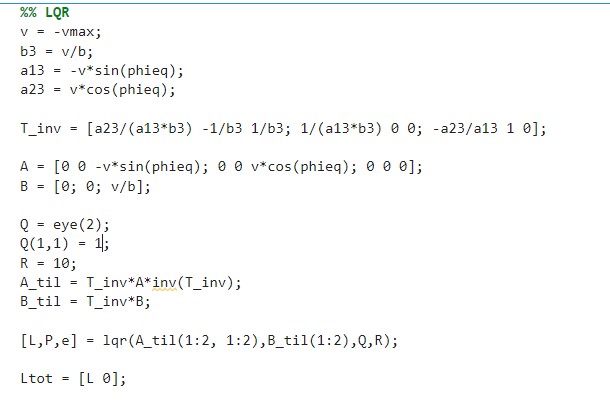 %% LQR
v = -vmax;
b3 = v/b;
a13 = -v*sin(phieq);
a23 = v*cos(phieq);
T_inv = [a23/(a13*b3) -1/b3 1/b3; 1/(a13*b3) 0 0; -a23/a13 1 0];
A = [0 0 -v*sin(phieq); 0 0 v*cos(phieq); 0 0 0];
B = [0; 0; v/b];
Q = eye(2);
Q(1,1) = 1;
R = 10;
A_til = T_inv*A*inv(T_inv);
B_til = T_inv*B;
[L,P,e] = lqr(A_til(1:2, 1:2),B_til(1:2),Q,R);
Ltot = [L 0];